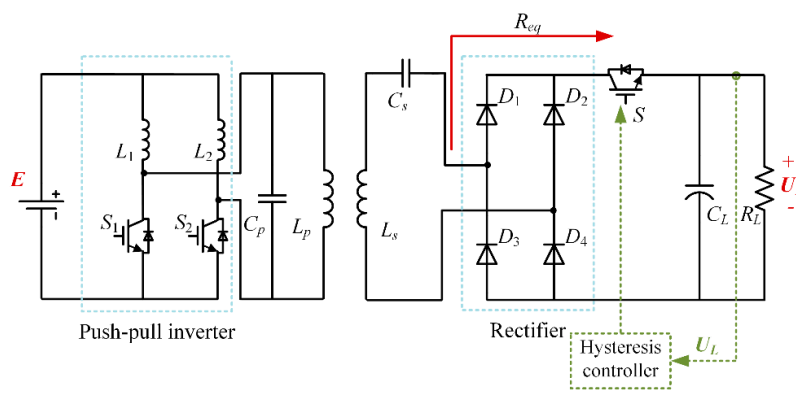 R_eq
C_s
D_1
D_2
S
L_1
L_2
E
+
-
S_1
S_2
C_p
L_p
L_s
D_3
D_4
C_L
R_L
+
U
-
Push-pull inverter
Rectifier
Hysteresis
controller
U_L